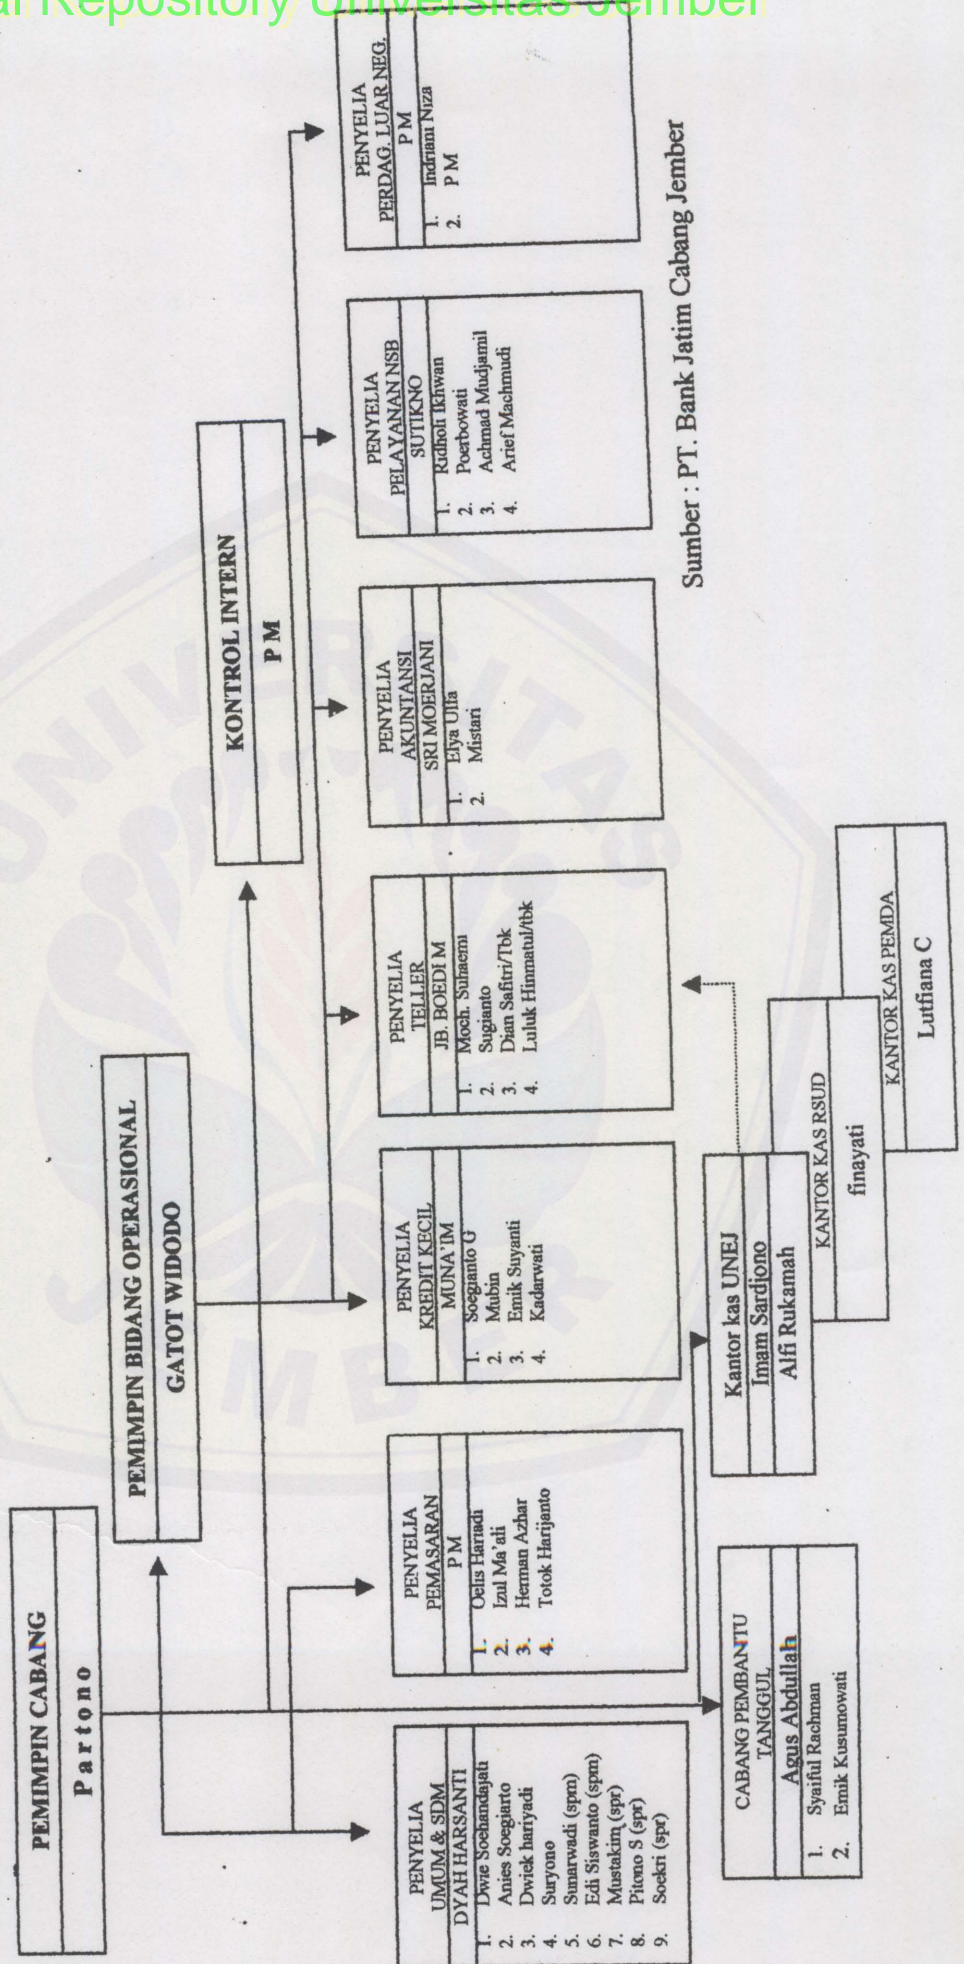 al Repository Universitas Jember
PEMIMPIN CABANG
Partono
PEMIMPIN BIDANG OPERASIONAL
GATOT WIDODO
KONTROL INTERN
P M
PENYELIA
UMUM & SDM
DYAH HARSANTI
1. Dwie Soehandajati
2. Anies Soegiarto
3. Dwiek hariyadi
4. Suryono
5. Sunarwadi (spm)
6. Edi Siswanto (spm)
7. Mustakim (spr)
8. Pitono S (spr)
9. Soekri (spr)
PENYELIA
PEMASARAN
P M
1. Oelis Hariadi
2. Izul Ma'ali
3. Herman Azhar
4. Totok Harijanto
PENYELIA
KREDIT KECIL
MUNA'IM
1. Soegianto G
2. Mubin
3. Emik Suyanti
4. Kadarwati
PENYELIA
TELLER
JB. BOEDI M
1. Moch. Suhaemi
2. Sugianto
3. Dian Safitri/Tbk
4. Luluk Hinmatul/tbk
PENYELIA
AKUNTANSI
SRI MOERJANI
1. Elya Ulfa
2. Mistari
PENYELIA
PELAYANAN NSB
SUTIKNO
1. Ridholi Ikhwan
2. Poerbowati
3. Achmad Mudjamil
4. Arief Machmudi
PENYELIA
PERDAG. LUAR NEG.
P M
1. Indriani Niza
2. P M
CABANG PEMBANTU
TANGGUL
Agus Abdullah
1. Syaiful Rachman
2. Emik Kusumowati
Kantor kas UNEJ
Imam Sardjono
Alfi Rukamah
KANTOR KAS RSUD
finayati
KANTOR KAS PEMDA
Lutfiana C
Sumber : PT. Bank Jatim Cabang Jember
UNIVERSITAS
JEMBER